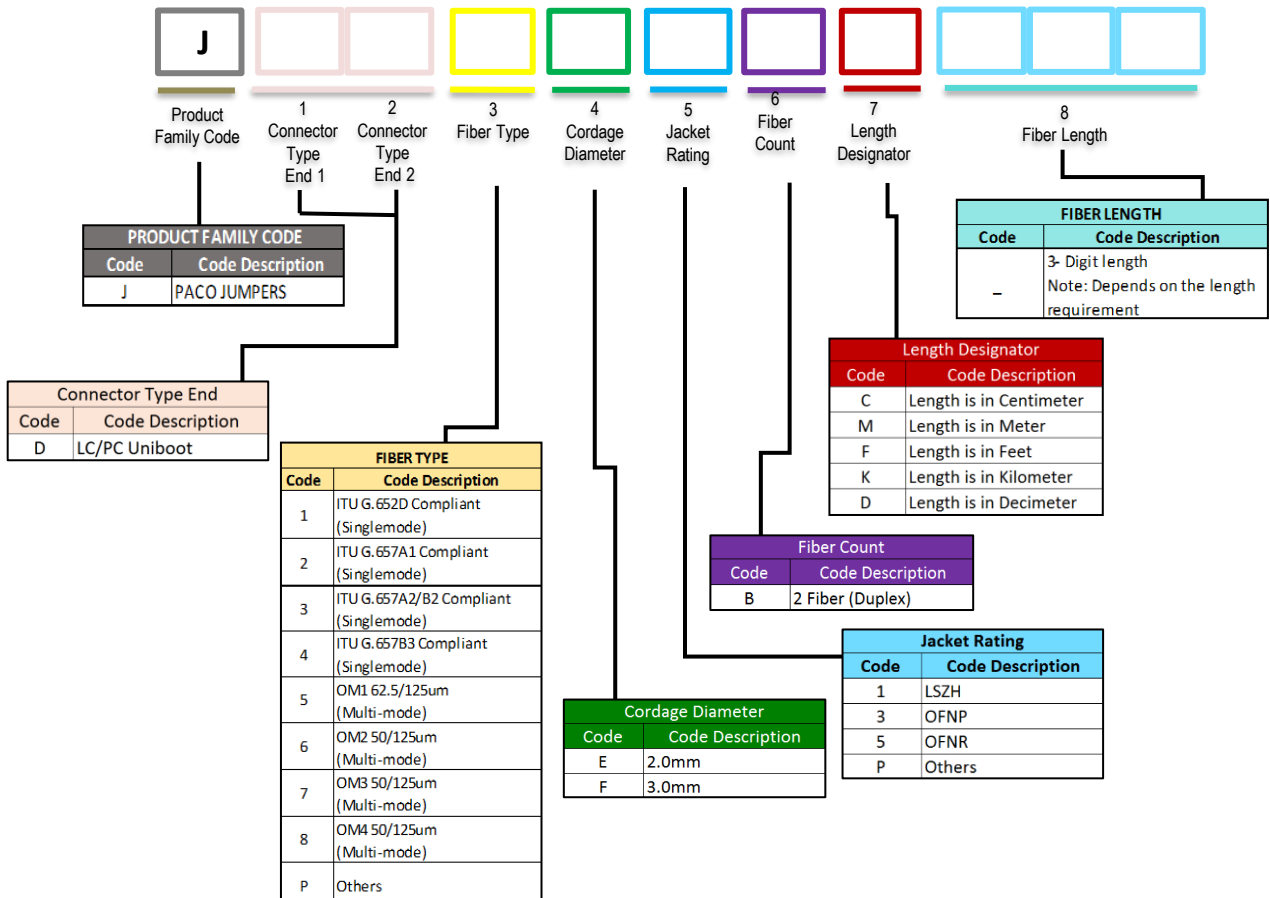 J
Product
Family Code
1
Connector
Type
End 1
2
Connector
Type
End 2
3
Fiber Type
4
Cordage
Diameter
5
Jacket
Rating
6
Fiber
Count
7
Length
Designator
8
Fiber Length
PRODUCT FAMILY CODE
Code Code Description
J PACO JUMPERS
FIBER LENGTH
Code Code Description
_ 3- Digit length
Note: Depends on the length
requirement
Length Designator
Code Code Description
C Length is in Centimeter
M Length is in Meter
F Length is in Feet
K Length is in Kilometer
D Length is in Decimeter
Connector Type End
Code Code Description
D LC/PC Uniboot
FIBER TYPE
Code Code Description
1 ITU G.652D Compliant
(Singlemode)
2 ITU G.657A1 Compliant
(Singlemode)
3 ITU G.657A2/B2 Compliant
(Singlemode)
4 ITU G.657B3 Compliant
(Singlemode)
5 OM1 62.5/125um
(Multi-mode)
6 OM2 50/125um
(Multi-mode)
7 OM3 50/125um
(Multi-mode)
8 OM4 50/125um
(Multi-mode)
P Others
Fiber Count
Code Code Description
B 2 Fiber (Duplex)
Jacket Rating
Code Code Description
1 LSZH
3 OFNP
5 OFNR
P Others
Cordage Diameter
Code Code Description
E 2.0mm
F 3.0mm